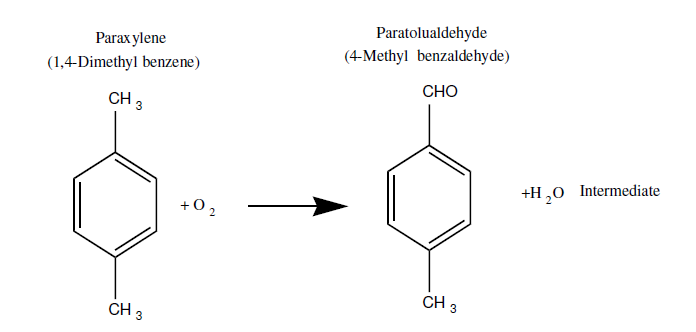 Paraxylene
(1,4-Dimethyl benzene)
CH 3
CH 3
+ O 2
Paratolualdehyde
(4-Methyl benzaldehyde)
CHO
CH 3
+H 2O Intermediate